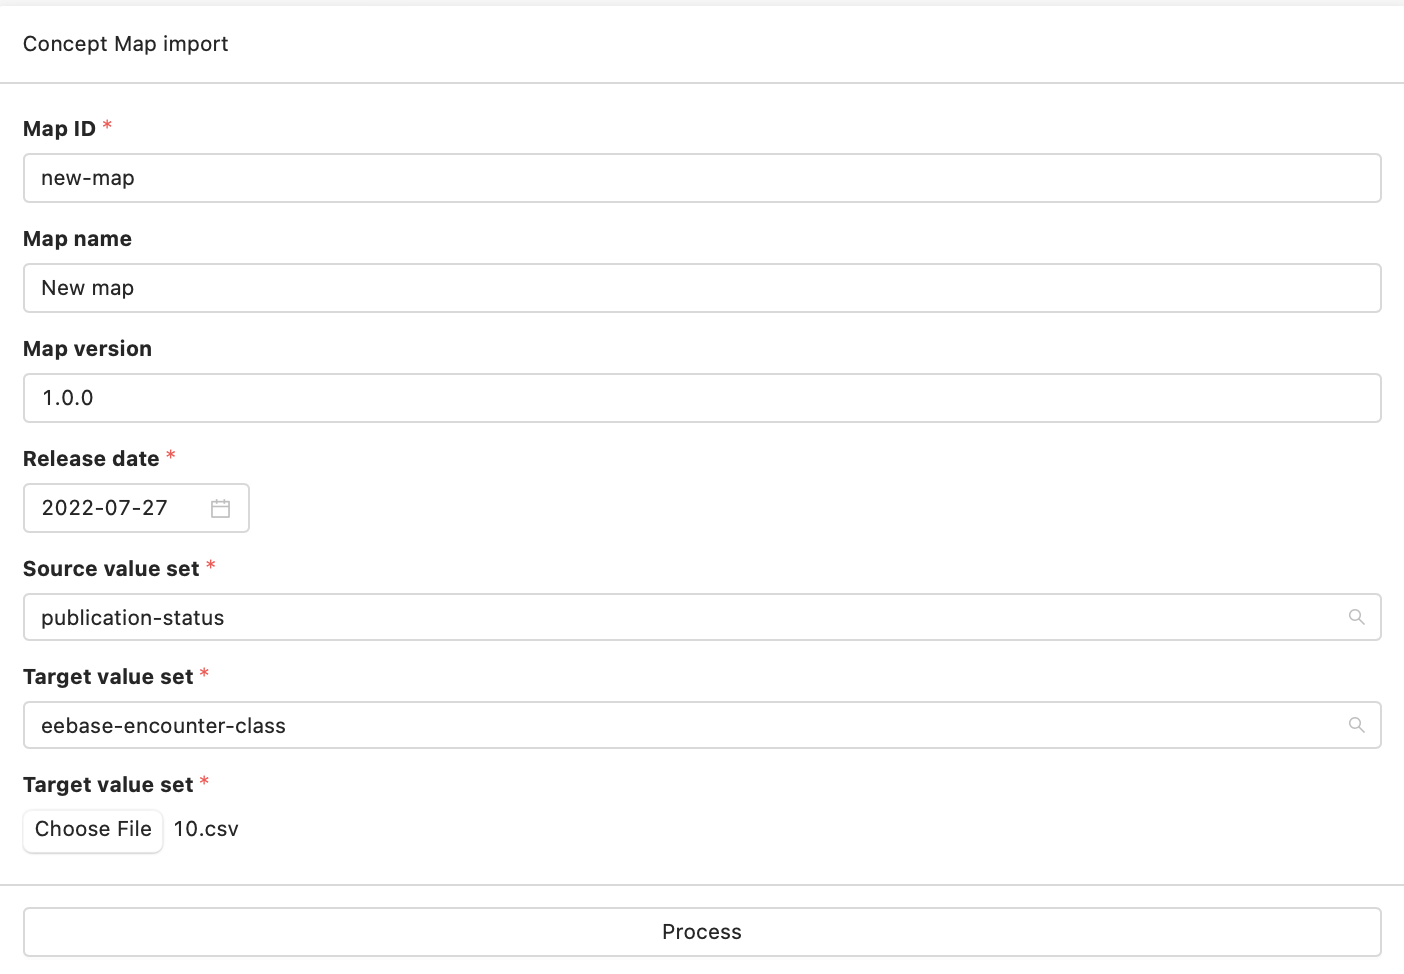 Concept Map import
Map ID *
new-map
Map name
New map
Map version
1.0.0
Release date *
2022-07-27
Source value set *
publication-status
Target value set *
eebase-encounter-class
Target value set *
Choose File 10.csv
Process